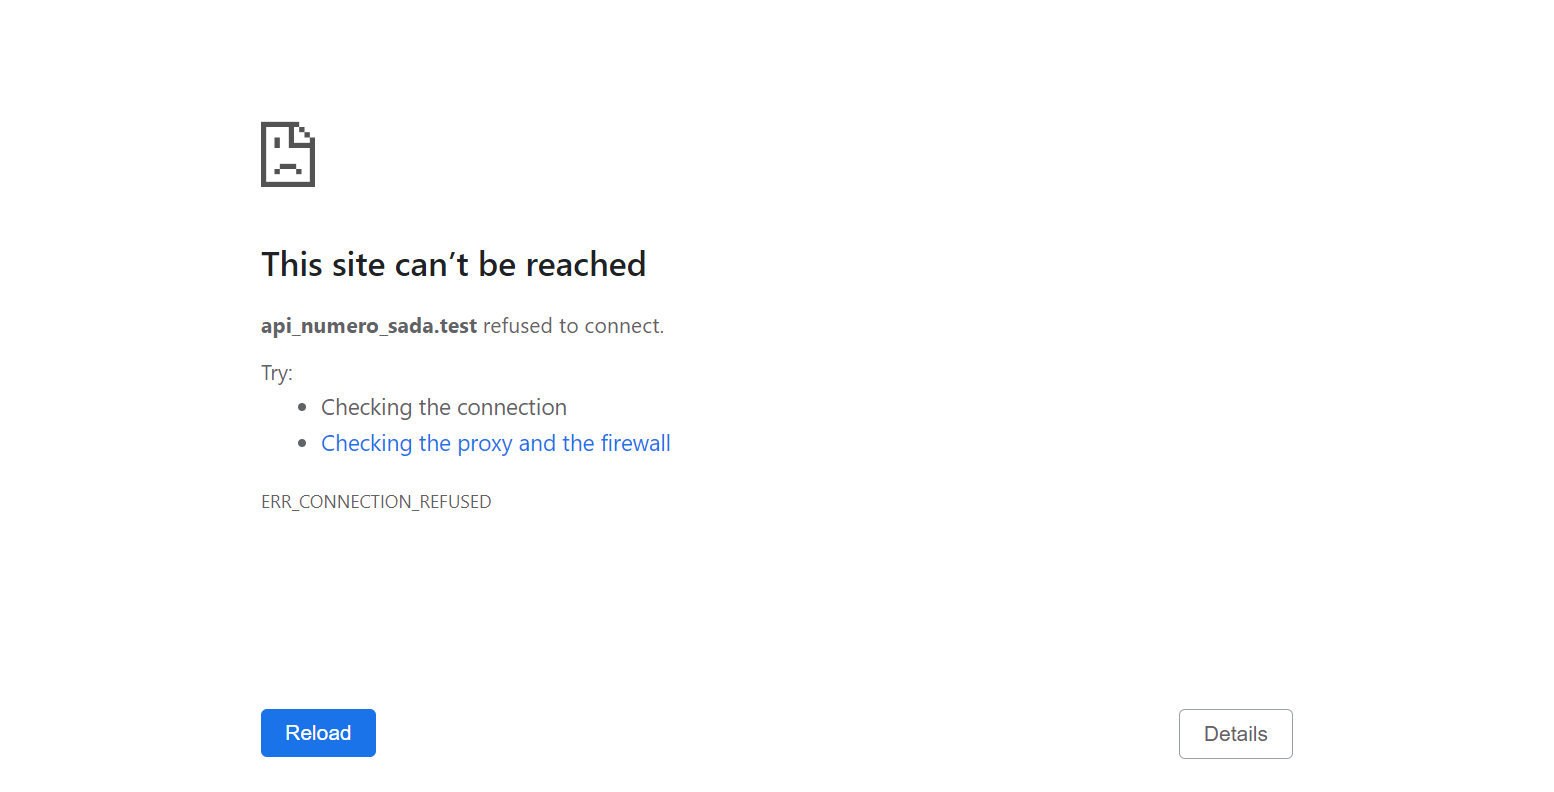 This site can’t be reached
api_numero_sada.test refused to connect.
Try:
• Checking the connection
• Checking the proxy and the firewall
ERR_CONNECTION_REFUSED
Reload
Details